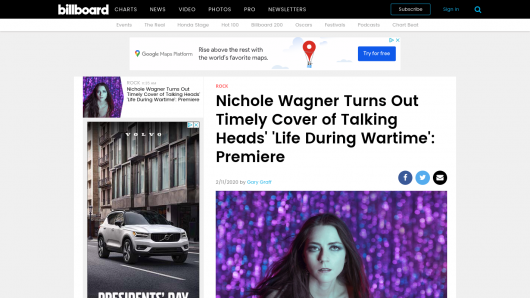 billboard CHARTS NEWS VIDEO PHOTOS PRO NEWSLETTERS Subscribe Sign in
Events The Beat Honda Stage Hot 100 Billboard 200 Oscars Festivals Podcasts Chart Beat
Google Maps Platform
Rise above the rest with
the world's favorite maps.
Try for free
ROCK
Nichole Wagner Turns Out
Timely Cover of Talking Heads'
'Life During Wartime': Premiere
VOLVO
PRESIDENTS' DAY
ROCK
Nichole Wagner Turns Out
Timely Cover of Talking
Heads' 'Life During Wartime':
Premiere
2/11/2020 by Gary Graff